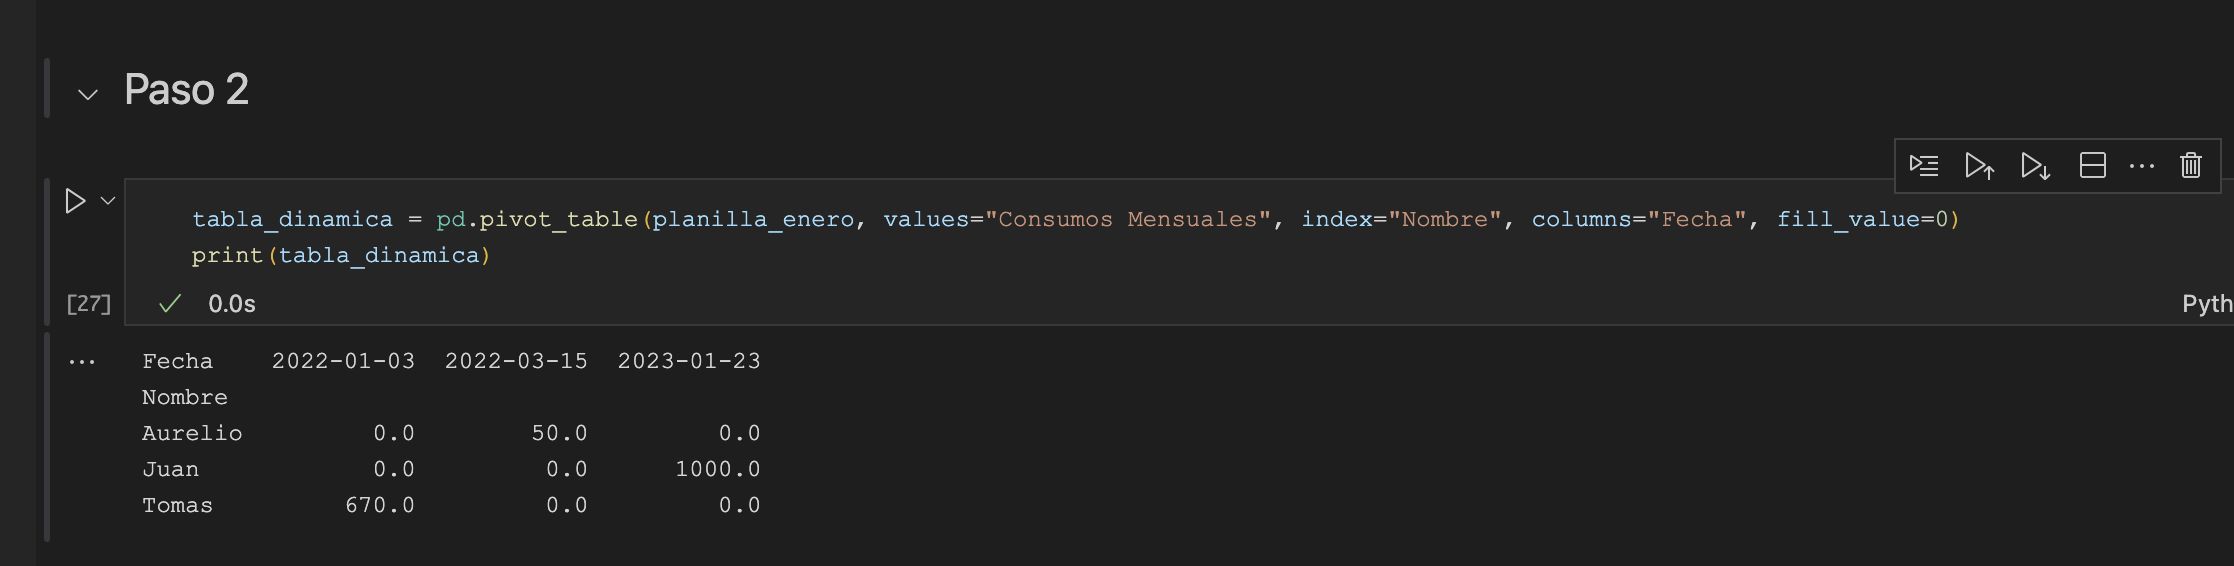 Paso 2
tabla_dinamica = pd.pivot_table(planilla_enero, values="Consumos Mensuales", index="Nombre", columns="Fecha", fill_value=0)
print(tabla_dinamica)
[27] 0.0s Pyth
Fecha 2022-01-03 2022-03-15 2023-01-23
Nombre
Aurelio 0.0 50.0 0.0
Juan 0.0 0.0 1000.0
Tomas 670.0 0.0 0.0